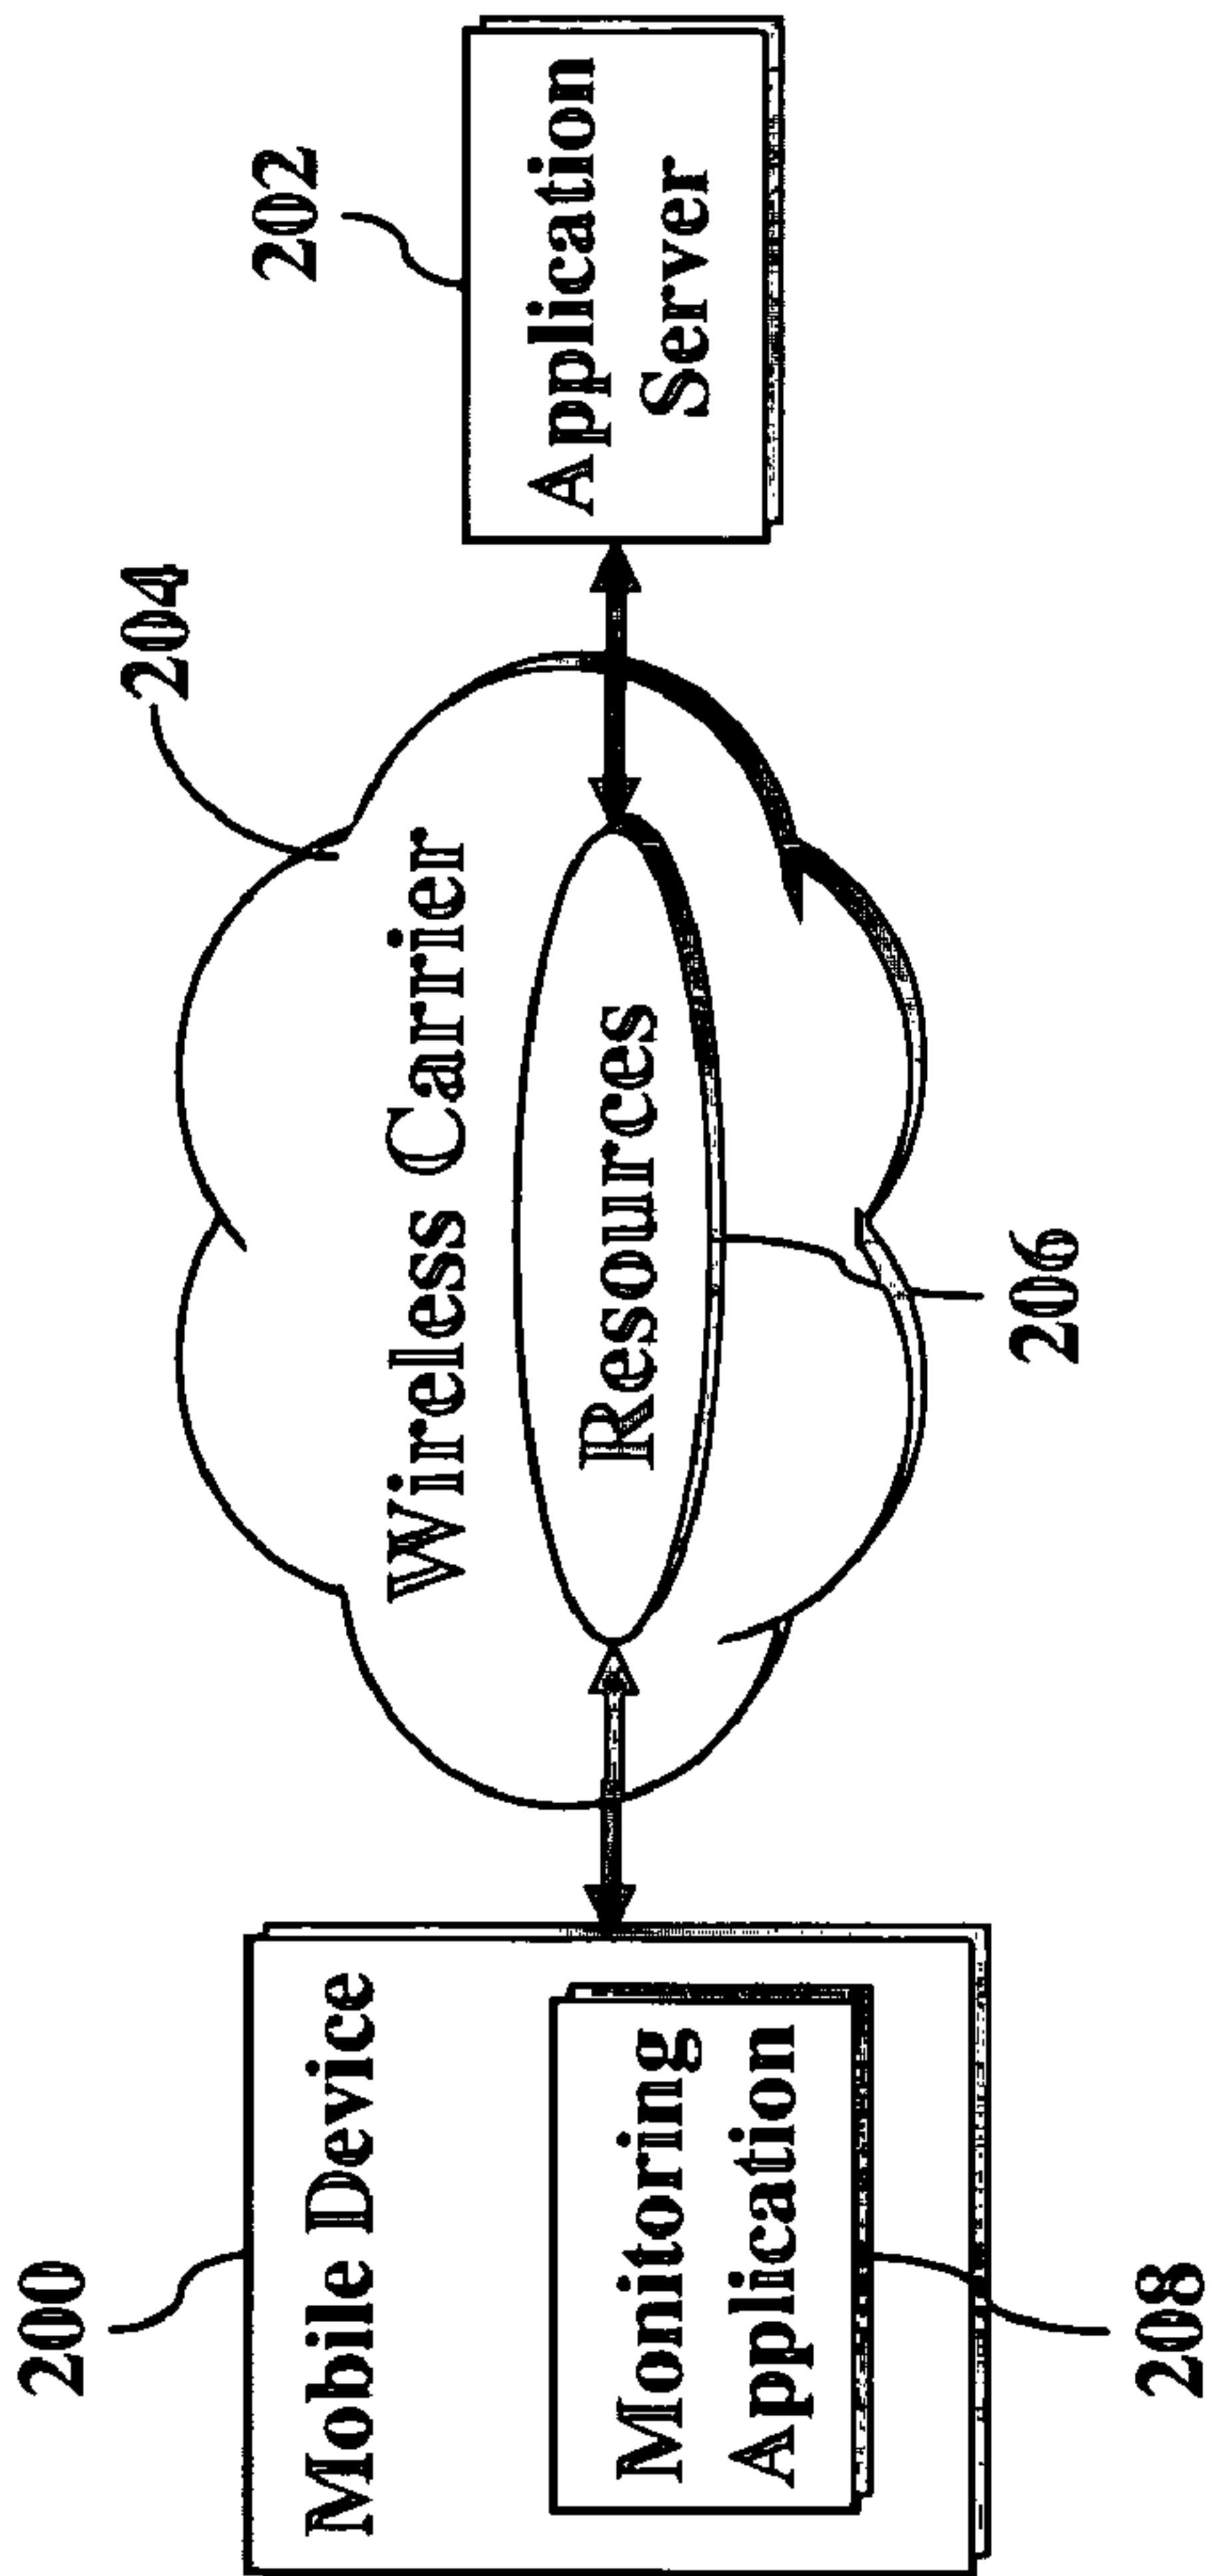 200
Mobile Device
Monitoring
Application
208
204
Wireless Carrier
Resources
206
202
Application
Server